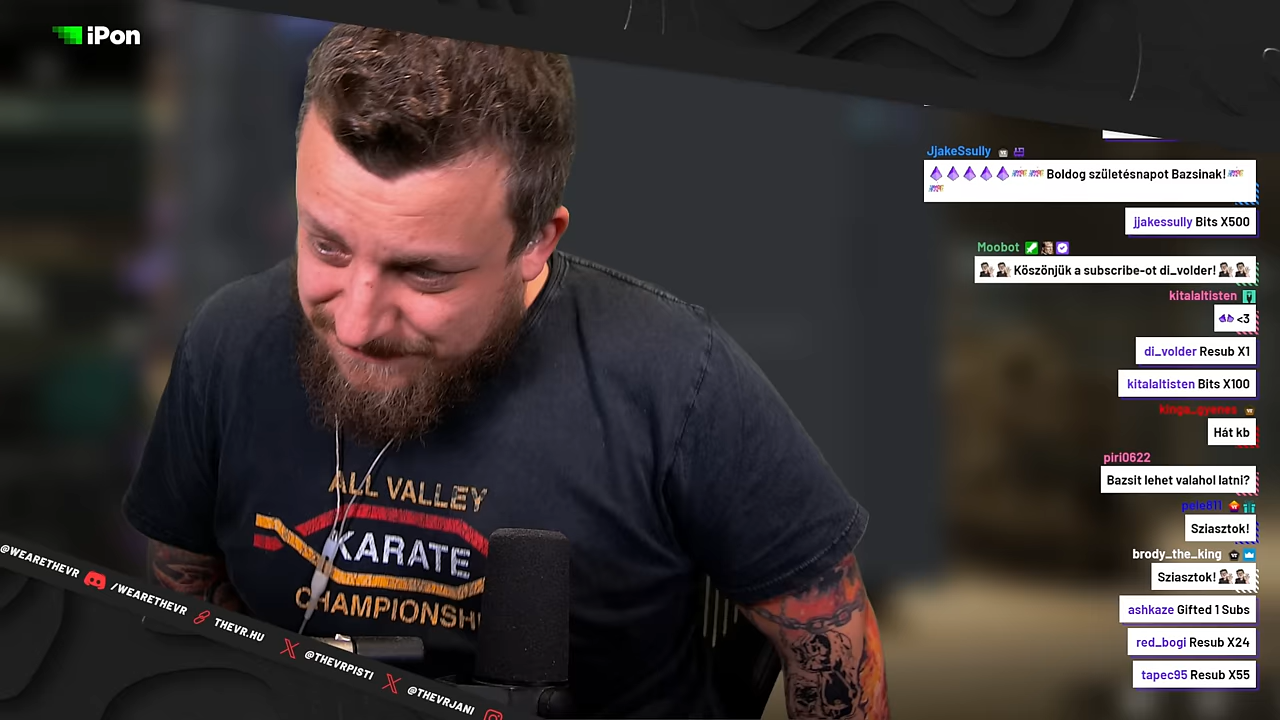 iPon
ALL VALLEY
KARATE
CHAMPIONSH
@WEARETHEVR
/WEARETHEVR
THEVR.HU
@THEVRPISTI
@THEVRJANI
JjakeSsully
Boldog születésnapot Bazsinak!
jjakessully Bits X500
Moobot
Köszönjük a subscribe-ot di_volder!
kitalaltisten
<3
di_volder Resub X1
kitalaltisten Bits X100
kinga_gyenes
Hát kb
piri0622
Bazsit lehet valahol latni?
pele811
Sziasztok!
brody_the_king
Sziasztok!
ashkaze Gifted 1 Subs
red_bogi Resub X24
tapec95 Resub X55